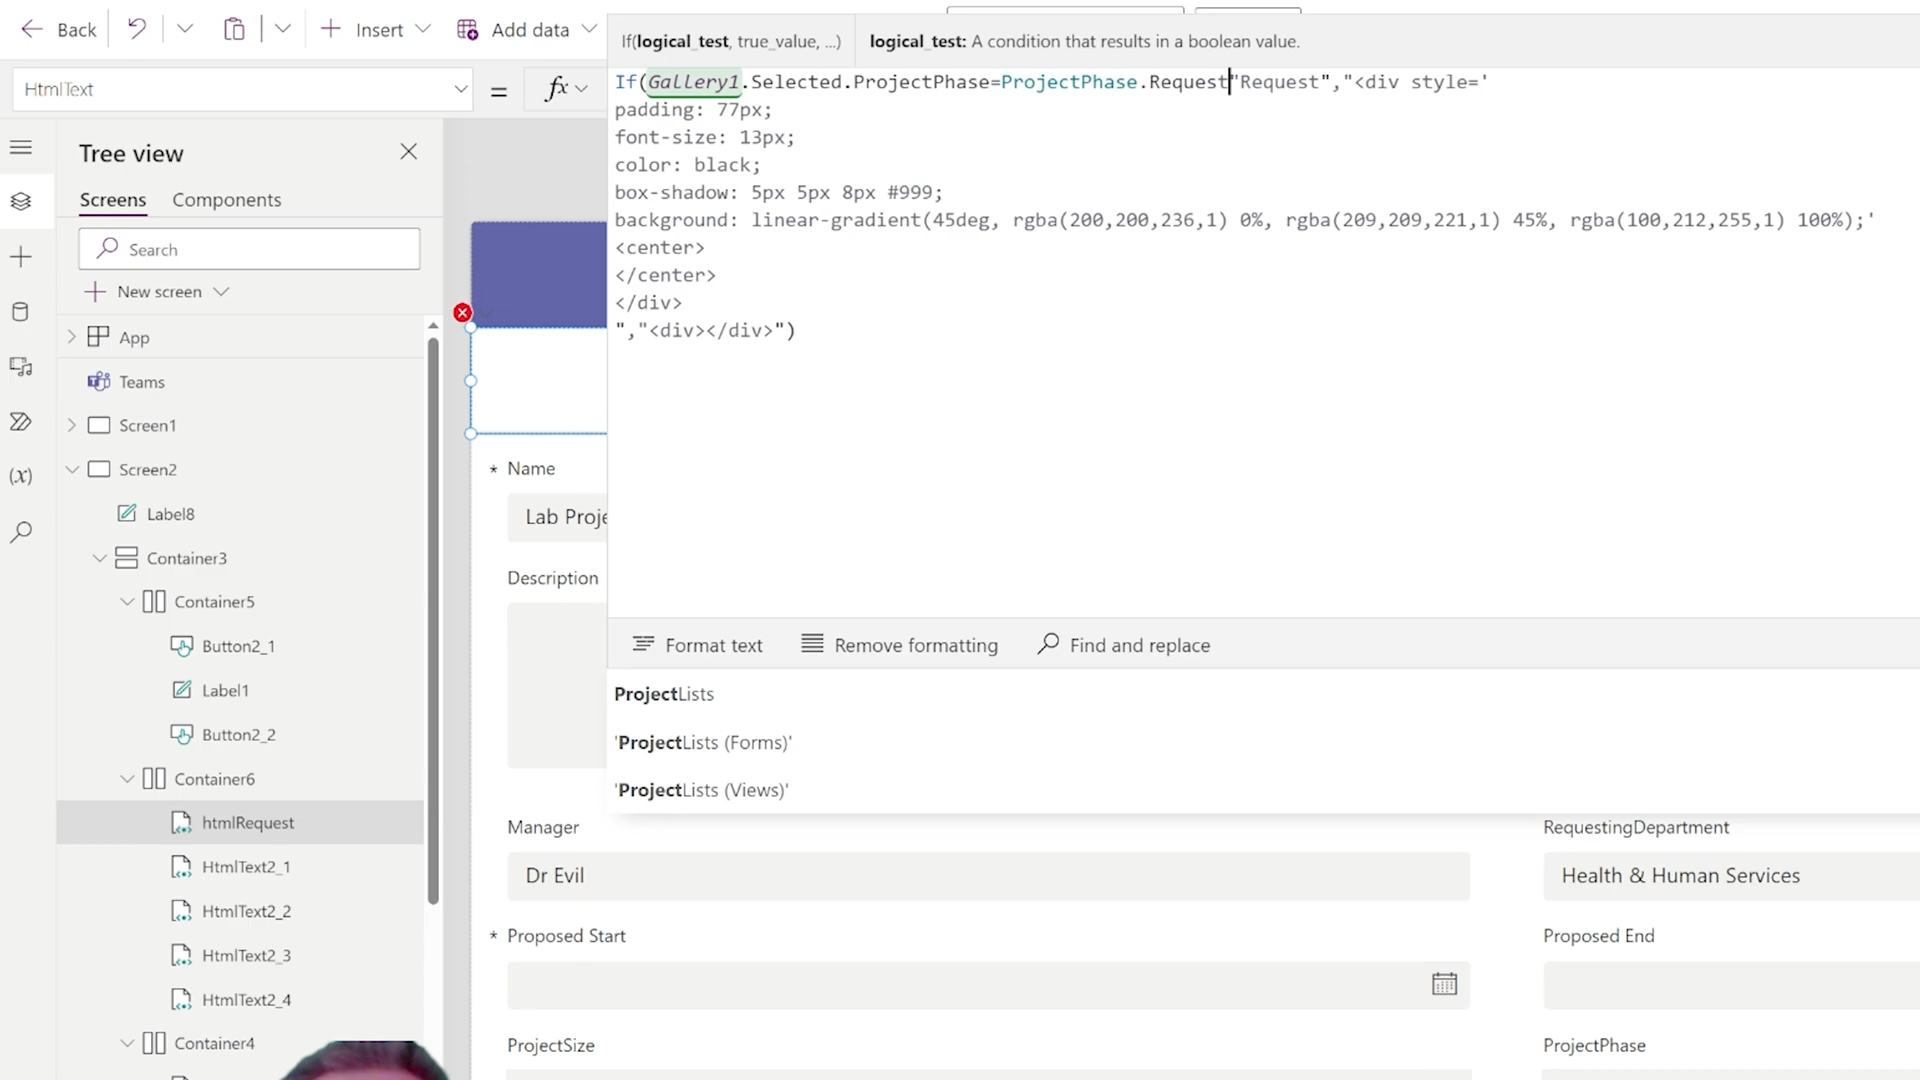 Back
Insert
Add data
If(logical_test, true_value, ...)
logical_test: A condition that results in a boolean value.
HtmlText
=
fx
If(Gallery1.Selected.ProjectPhase=ProjectPhase.Request"Request","<div style='
padding: 77px;
font-size: 13px;
color: black;
box-shadow: 5px 5px 8px #999;
background: linear-gradient(45deg, rgba(200,200,236,1) 0%, rgba(209,209,221,1) 45%, rgba(100,212,255,1) 100%);'
<center>
</center>
</div>
","<div></div>")
Tree view
Screens
Components
Search
New screen
App
Teams
Screen1
Screen2
Label8
Container3
Container5
Button2_1
Label1
Button2_2
Container6
htmlRequest
HtmlText2_1
HtmlText2_2
HtmlText2_3
HtmlText2_4
Container4
(x)
Format text
Remove formatting
Find and replace
ProjectLists
'ProjectLists (Forms)'
'ProjectLists (Views)'
* Name
Lab Proje
Description
Manager
Dr Evil
RequestingDepartment
Health & Human Services
* Proposed Start
Proposed End
ProjectSize
ProjectPhase